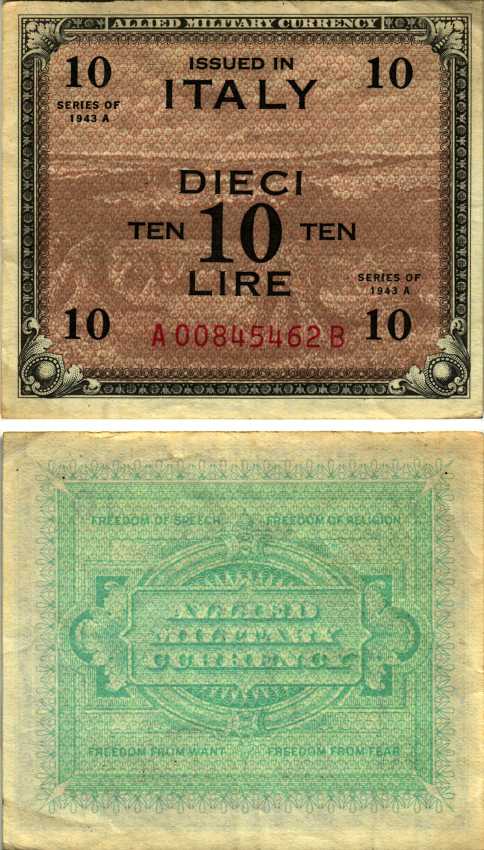 ALLIED MILITARY CURRENCY
10 ISSUED IN 10
ITALY
SERIES OF
1943 A
DIECI
TEN 10 TEN
LIRE
SERIES OF
1943 A
10 A 00845462 B 10
FREEDOM OF SPEECH FREEDOM OF RELIGION
ALLIED
MILITARY
CURRENCY
FREEDOM FROM WANT FREEDOM FROM FEAR